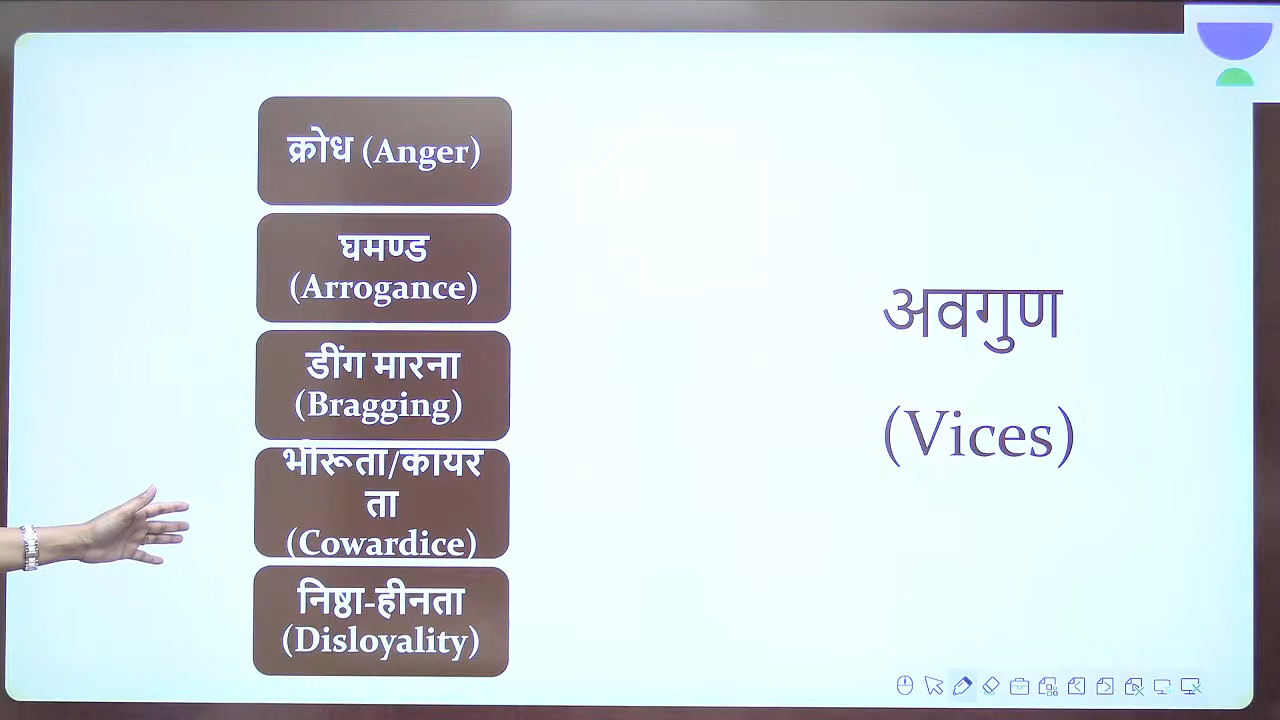 क्रोध (Anger)
घमण्ड
(Arrogance)
डींग मारना
(Bragging)
भीरूता/कायर
ता
(Cowardice)
निष्ठा-हीनता
(Disloyality)
अवगुण
(Vices)